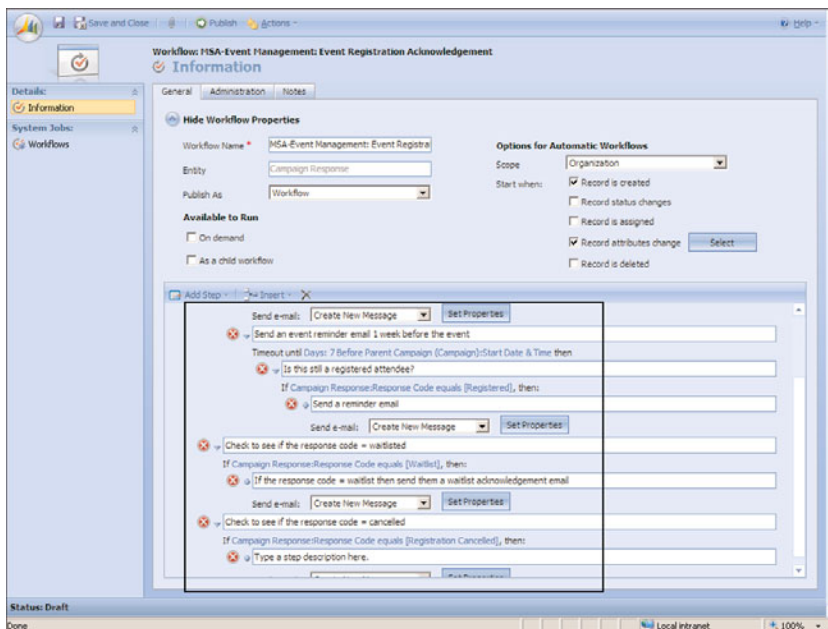 Save and Close
Publish
Actions
Help
Workflow: MSA-Event Management: Event Registration Acknowledgement
Information
Details:
Information
System Jobs:
Workflows
General Administration Notes
Hide Workflow Properties
Workflow Name * MSA-Event Management: Event Registra
Entity Campaign Response
Publish As Workflow
Available to Run
On demand
As a child workflow
Options for Automatic Workflows
Scope Organization
Start when: Record is created
Record status changes
Record is assigned
Record attributes change Select
Record is deleted
Add Step Insert
Send e-mail: Create New Message Set Properties
Send an event reminder email 1 week before the event
Timeout until Days: 7 Before Parent Campaign (Campaign):Start Date & Time then
Is this still a registered attendee?
If Campaign Response:Response Code equals [Registered], then:
Send a reminder email
Send e-mail: Create New Message Set Properties
Check to see if the response code = waitlisted
If Campaign Response:Response Code equals [Waitlist], then:
If the response code = waitlist then send them a waitlist acknowledgement email
Send e-mail: Create New Message Set Properties
Check to see if the response code = cancelled
If Campaign Response:Response Code equals [Registration Cancelled], then:
Type a step description here.
Status: Draft
Done Local intranet 100%